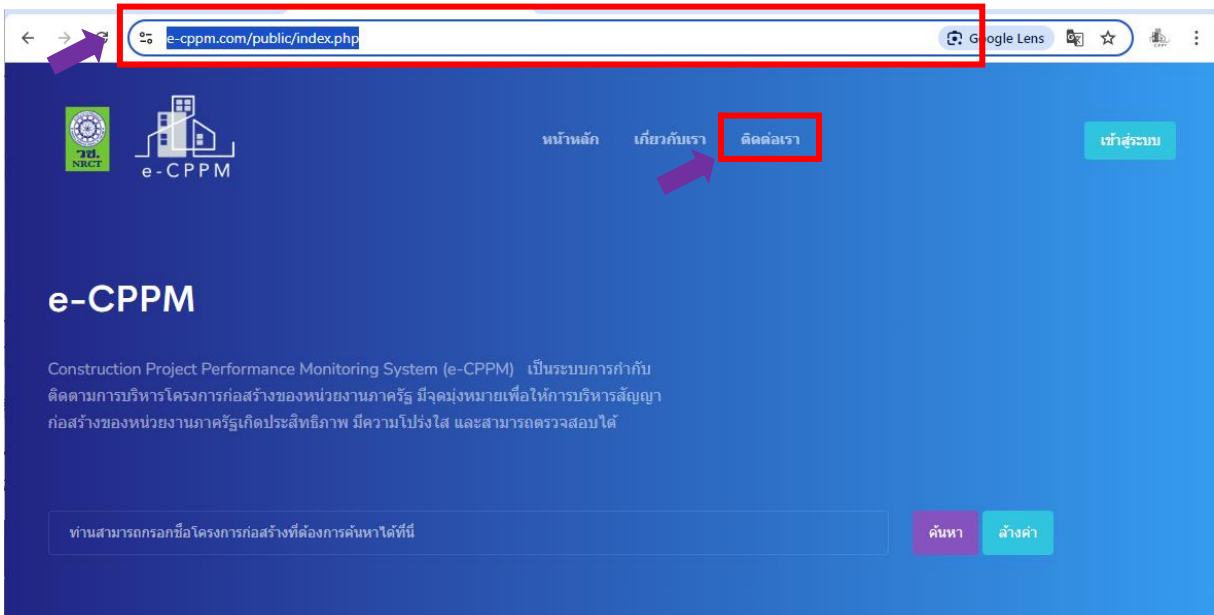 e-cppm.com/public/index.php
Google Lens
วช.
NRCT
e-CPPM
หน้าหลัก
เกี่ยวกับเรา
ติดต่อเรา
เข้าสู่ระบบ
e-CPPM
Construction Project Performance Monitoring System (e-CPPM) เป็นระบบการกำกับ
ติดตามการบริหารโครงการก่อสร้างของหน่วยงานภาครัฐ มีจุดมุ่งหมายเพื่อให้การบริหารสัญญา
ก่อสร้างของหน่วยงานภาครัฐเกิดประสิทธิภาพ มีความโปร่งใส และสามารถตรวจสอบได้
ท่านสามารถกรอกชื่อโครงการก่อสร้างที่ต้องการค้นหาได้ที่นี่
ค้นหา
ล้างค่า